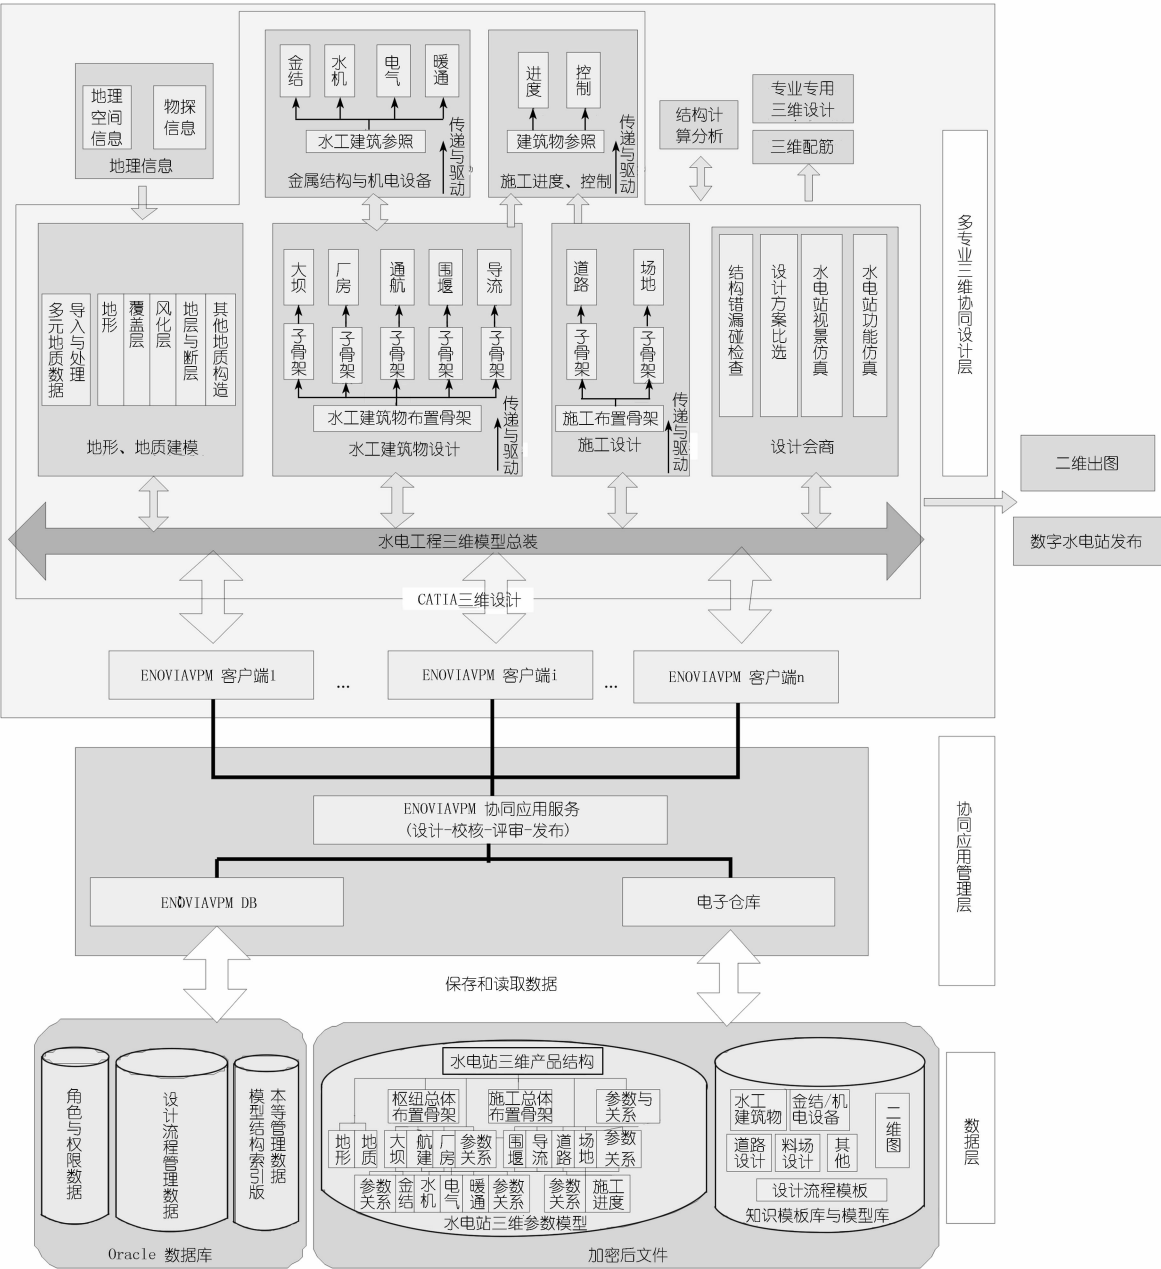 金结
水机
电气
暖通
水工建筑参照
传递与驱动
金属结构与机电设备
进度
控制
建筑物参照
传递与驱动
施工进度、控制
地理
空间
信息
物探
信息
地理信息
结构计
算分析
专业专用
三维设计
三维配筋
多专业三维协同设计层
多元地质数据
导入与处理
地形
覆盖层
风化层
地层与断层
其他地质构造
地形、地质建模
大坝
厂房
通航
围堰
导流
子骨架
子骨架
子骨架
子骨架
子骨架
水工建筑物布置骨架
传递与驱动
水工建筑物设计
道路
场地
子骨架
子骨架
施工布置骨架
传递与驱动
施工设计
结构错漏碰检查
设计方案比选
水电站视景仿真
水电站功能仿真
设计会商
二维出图
数字水电站发布
水电工程三维模型总装
CATIA三维设计
ENOVIAVPM 客户端1
...
ENOVIAVPM 客户端i
...
ENOVIAVPM 客户端n
ENOVIAVPM 协同应用服务
(设计-校核-评审-发布)
ENOVIAVPM DB
电子仓库
协同应用管理层
保存和读取数据
角色与权限数据
设计流程管理数据
模型结构索引版
本等管理数据
Oracle 数据库
水电站三维产品结构
枢纽总体
布置骨架
施工总体
布置骨架
参数与
关系
地形
地质
大坝
航建
厂房
参数
关系
围堰
导流
道路
场地
参数
关系
参数
关系
金结
水机
电气
暖通
参数
关系
参数
关系
施工
进度
水电站三维参数模型
水工
建筑物
金结/机
电设备
二维图
道路
设计
料场
设计
其他
设计流程模板
知识模板库与模型库
加密后文件
数据层